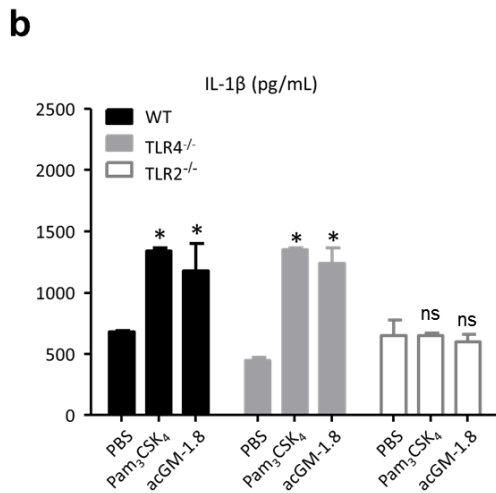 b
IL-1β (pg/mL)
2500
2000
1500
1000
500
0
WT
TLR4⁻/⁻
TLR2⁻/⁻
* *
* *
ns ns
PBS
Pam₃CSK₄
acGM-1.8
PBS
Pam₃CSK₄
acGM-1.8
PBS
Pam₃CSK₄
acGM-1.8